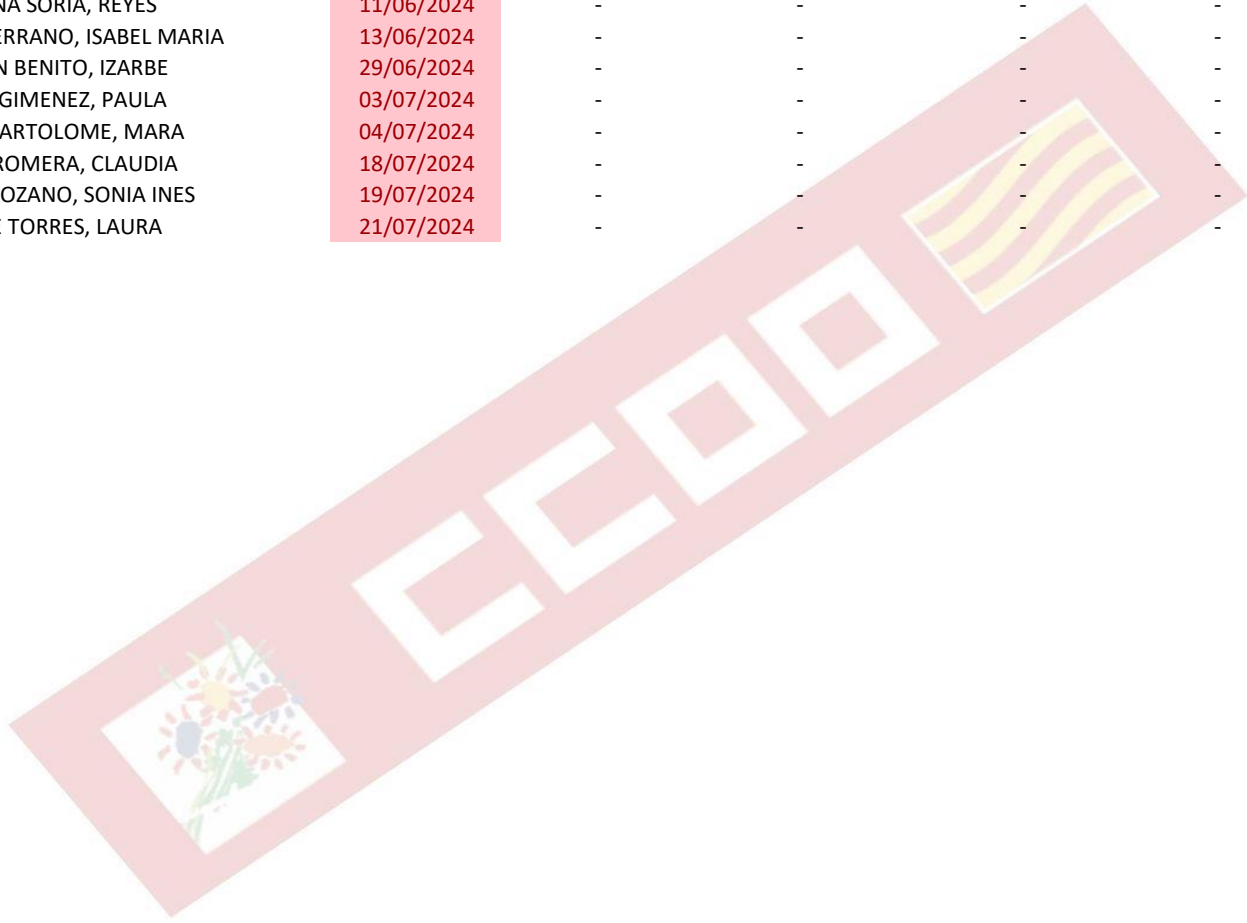 NA SORIA, REYES 11/06/2024 - - - -
ERRANO, ISABEL MARIA 13/06/2024 - - - -
N BENITO, IZARBE 29/06/2024 - - - -
GIMENEZ, PAULA 03/07/2024 - - - -
ARTOLOME, MARA 04/07/2024 - - - -
ROMERA, CLAUDIA 18/07/2024 - - - -
OZANO, SONIA INES 19/07/2024 - - - -
E TORRES, LAURA 21/07/2024 - - - -
CCOO